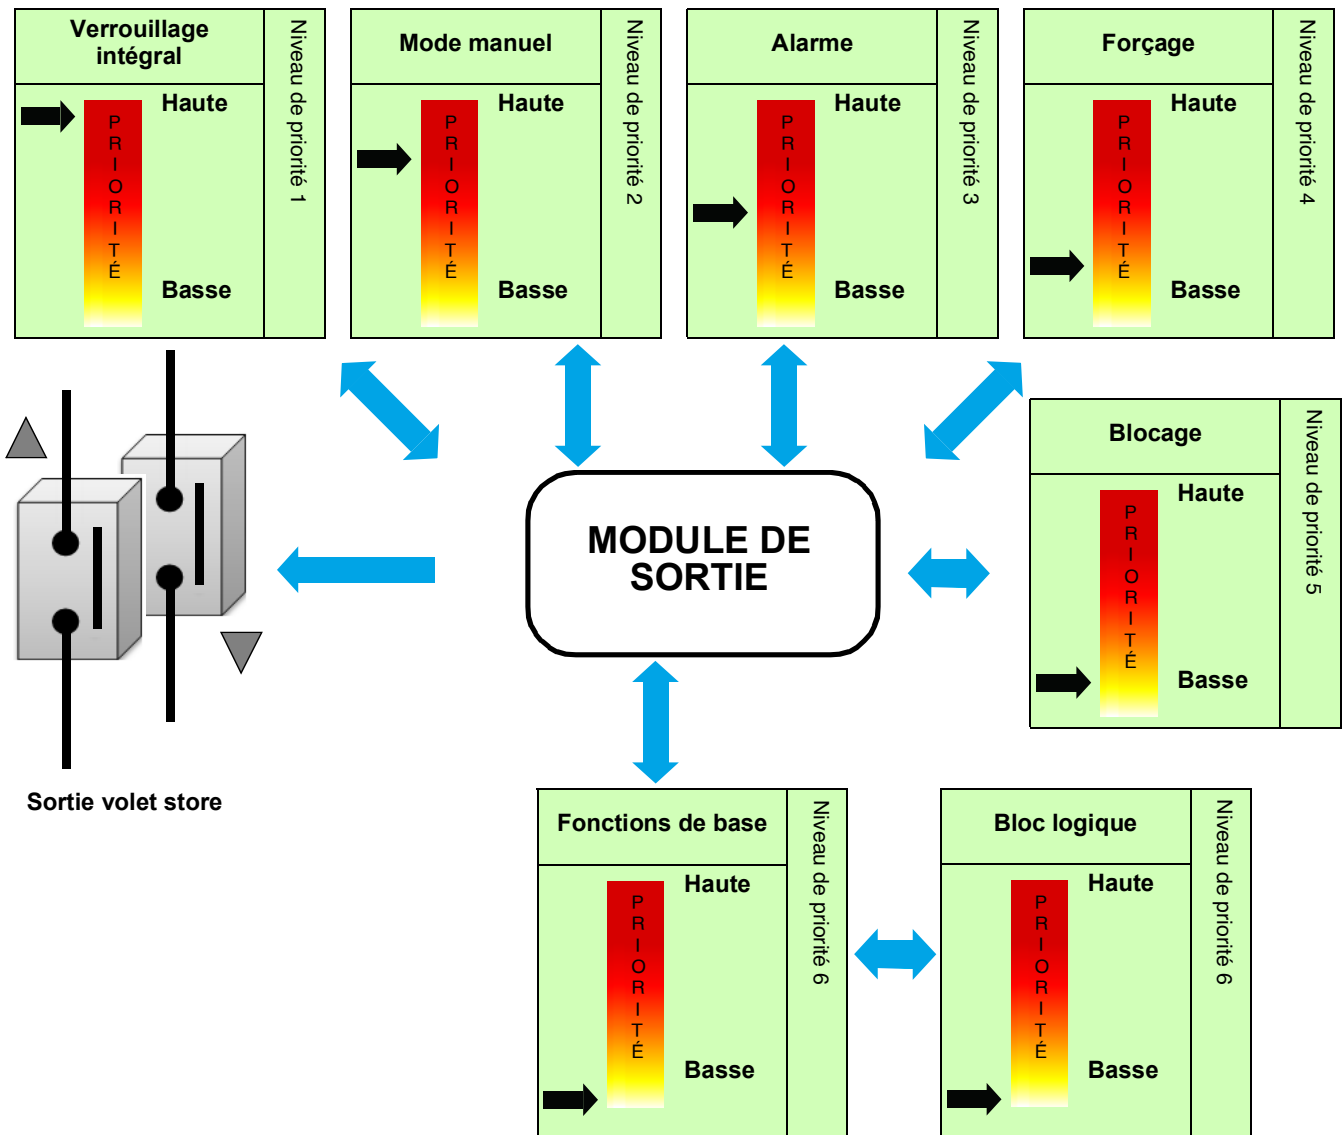 Verrouillage
intégral
Niveau de priorité 1
Haute
PRIORITÉ
Basse
Mode manuel
Niveau de priorité 2
Haute
PRIORITÉ
Basse
Alarme
Niveau de priorité 3
Haute
PRIORITÉ
Basse
Forçage
Niveau de priorité 4
Haute
PRIORITÉ
Basse
Blocage
Niveau de priorité 5
Haute
PRIORITÉ
Basse
MODULE DE
SORTIE
Sortie volet store
Fonctions de base
Niveau de priorité 6
Haute
PRIORITÉ
Basse
Bloc logique
Niveau de priorité 6
Haute
PRIORITÉ
Basse